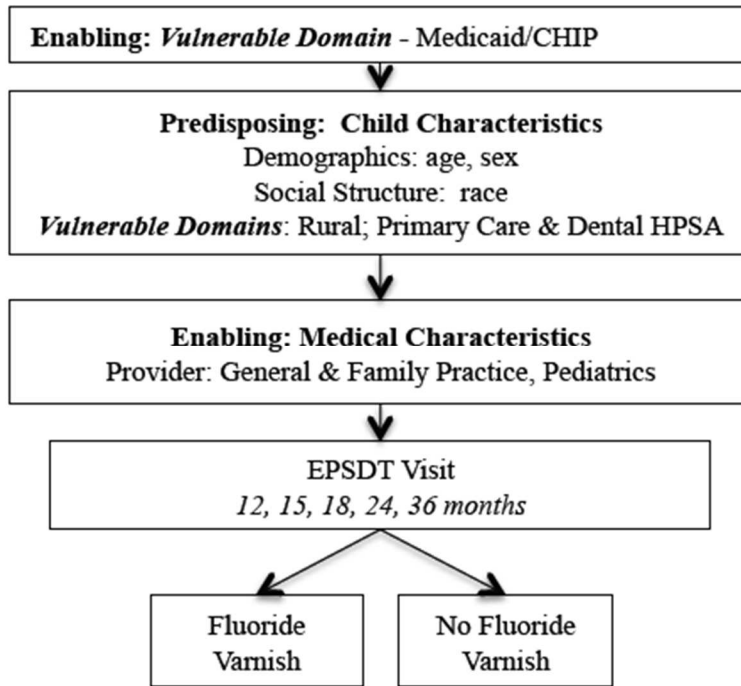 Enabling: Vulnerable Domain - Medicaid/CHIP
Predisposing: Child Characteristics
Demographics: age, sex
Social Structure: race
Vulnerable Domains: Rural; Primary Care & Dental HPSA
Enabling: Medical Characteristics
Provider: General & Family Practice, Pediatrics
EPSDT Visit
12, 15, 18, 24, 36 months
Fluoride
Varnish
No Fluoride
Varnish